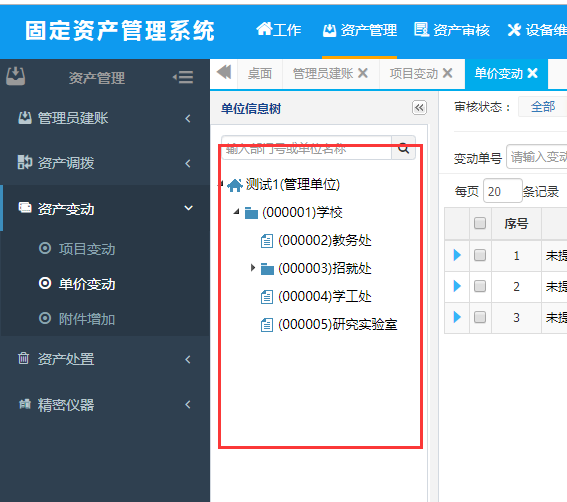 固定资产管理系统
工作 资产管理 资产审核 设备维
资产管理
桌面 管理员建账 项目变动 单价变动
管理员建账
资产调拨
资产变动
项目变动
单价变动
附件增加
资产处置
精密仪器
单位信息树
输入部门号或单位名称
测试1(管理单位)
(000001)学校
(000002)教务处
(000003)招就处
(000004)学工处
(000005)研究实验室
审核状态： 全部
变动单号 请输入变动
每页 20 条记录
序号
1 未提
2 未提
3 未提